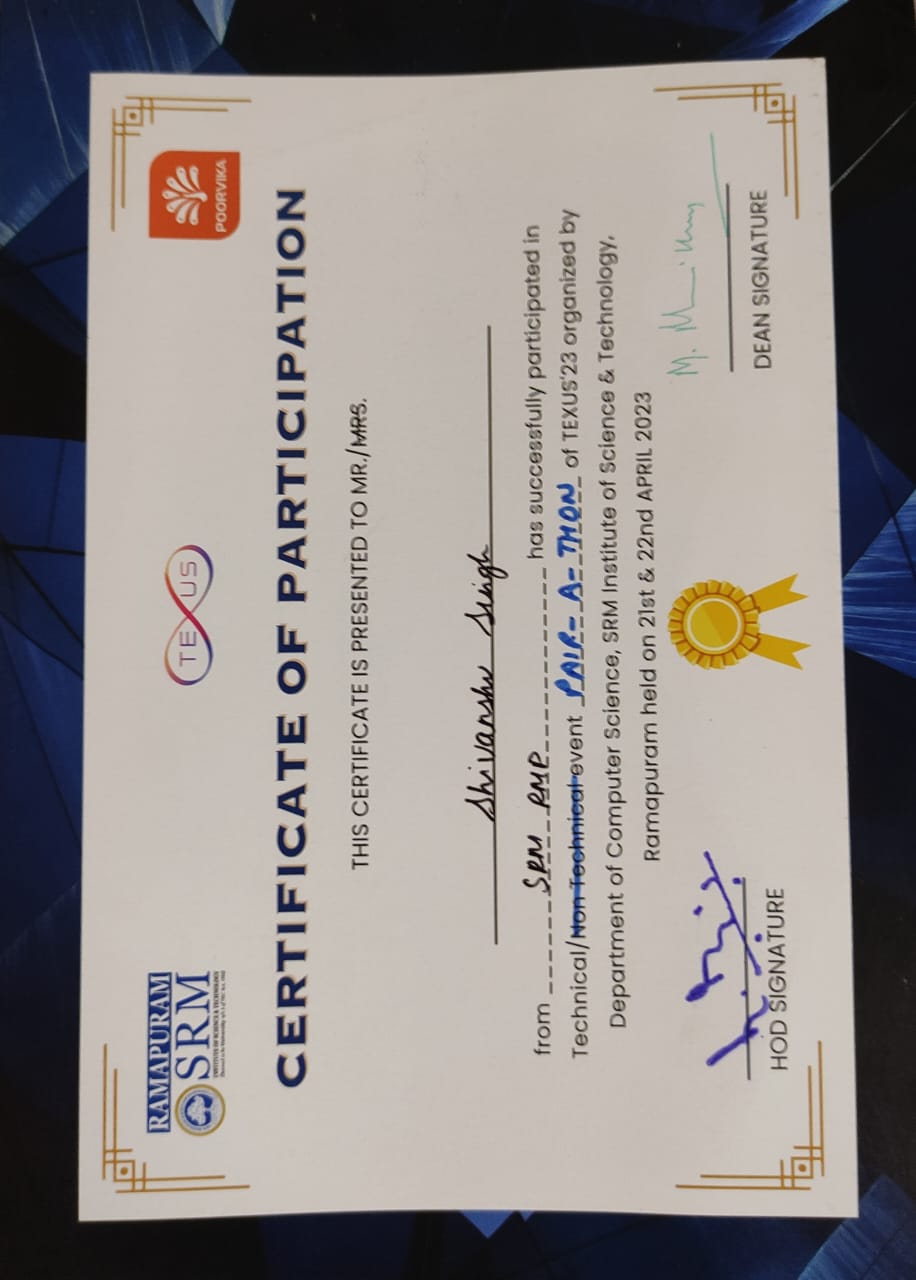 RAMAPURAM
SRM
INSTITUTE OF SCIENCE & TECHNOLOGY
TEXUS
POORVIKA
CERTIFICATE OF PARTICIPATION
THIS CERTIFICATE IS PRESENTED TO MR./MRS.
Shivanshu Singh
from SRM RMP has successfully participated in
Technical/Non Technical event PAIR-A-THON of TEXUS'23 organized by
Department of Computer Science, SRM Institute of Science & Technology,
Ramapuram held on 21st & 22nd APRIL 2023
HOD SIGNATURE
DEAN SIGNATURE